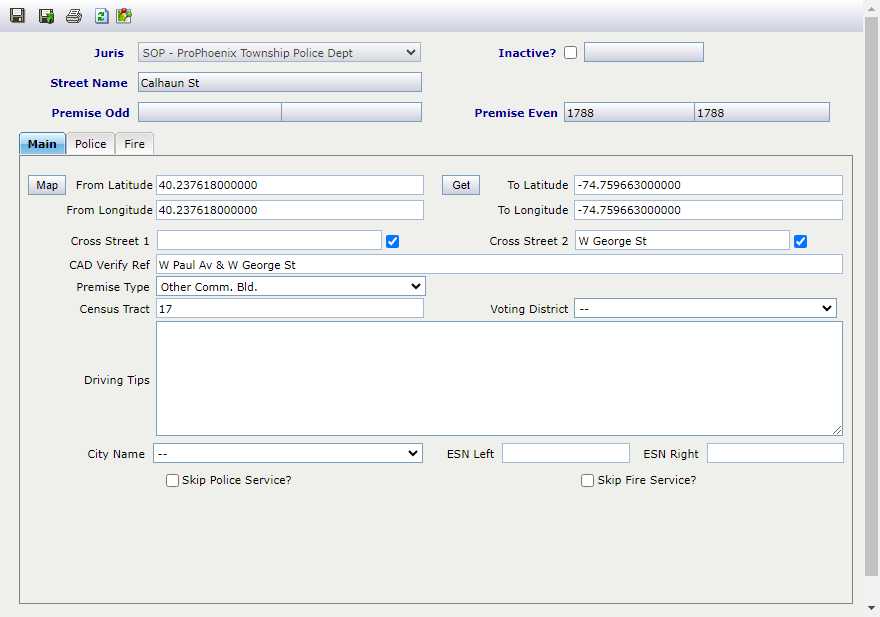 Juris SOP - ProPhoenix Township Police Dept Inactive?
Street Name Calhaun St
Premise Odd Premise Even 1788 1788
Main Police Fire
Map From Latitude 40.237618000000 Get To Latitude -74.759663000000
From Longitude 40.237618000000 To Longitude -74.759663000000
Cross Street 1 Cross Street 2 W George St
CAD Verify Ref W Paul Av & W George St
Premise Type Other Comm. Bld.
Census Tract 17 Voting District --
Driving Tips
City Name -- ESN Left ESN Right
Skip Police Service? Skip Fire Service?